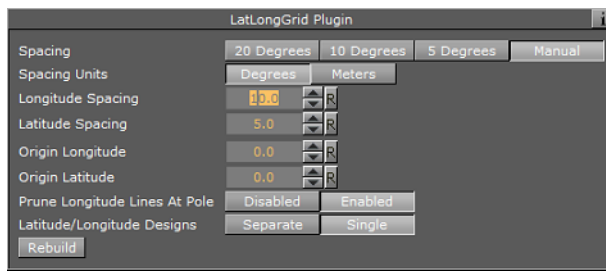 LatLongGrid Plugin i
Spacing 20 Degrees 10 Degrees 5 Degrees Manual
Spacing Units Degrees Meters
Longitude Spacing 10.0 R
Latitude Spacing 5.0 R
Origin Longitude 0.0 R
Origin Latitude 0.0 R
Prune Longitude Lines At Pole Disabled Enabled
Latitude/Longitude Designs Separate Single
Rebuild